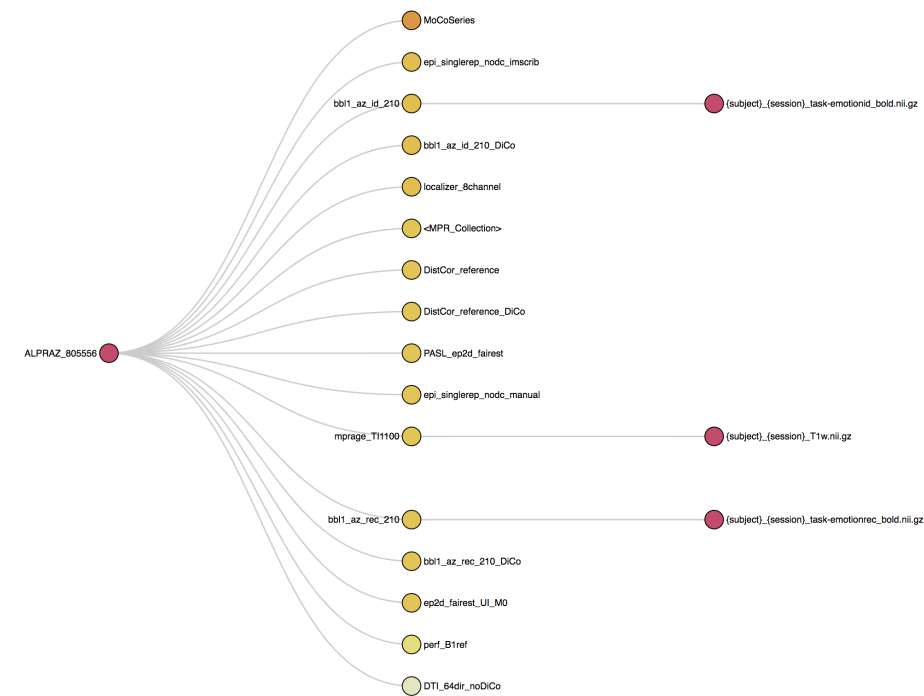 MoCoSeries
epi_singlerep_nodc_imscrib
bbl1_az_id_210
{subject}_{session}_task-emotionid_bold.nii.gz
bbl1_az_id_210_DiCo
localizer_8channel
<MPR_Collection>
DistCor_reference
DistCor_reference_DiCo
ALPRAZ_805556
PASL_ep2d_fairest
epi_singlerep_nodc_manual
mprage_TI1100
{subject}_{session}_T1w.nii.gz
bbl1_az_rec_210
{subject}_{session}_task-emotionrec_bold.nii.gz
bbl1_az_rec_210_DiCo
ep2d_fairest_UI_M0
perf_B1ref
DTI_64dir_noDiCo